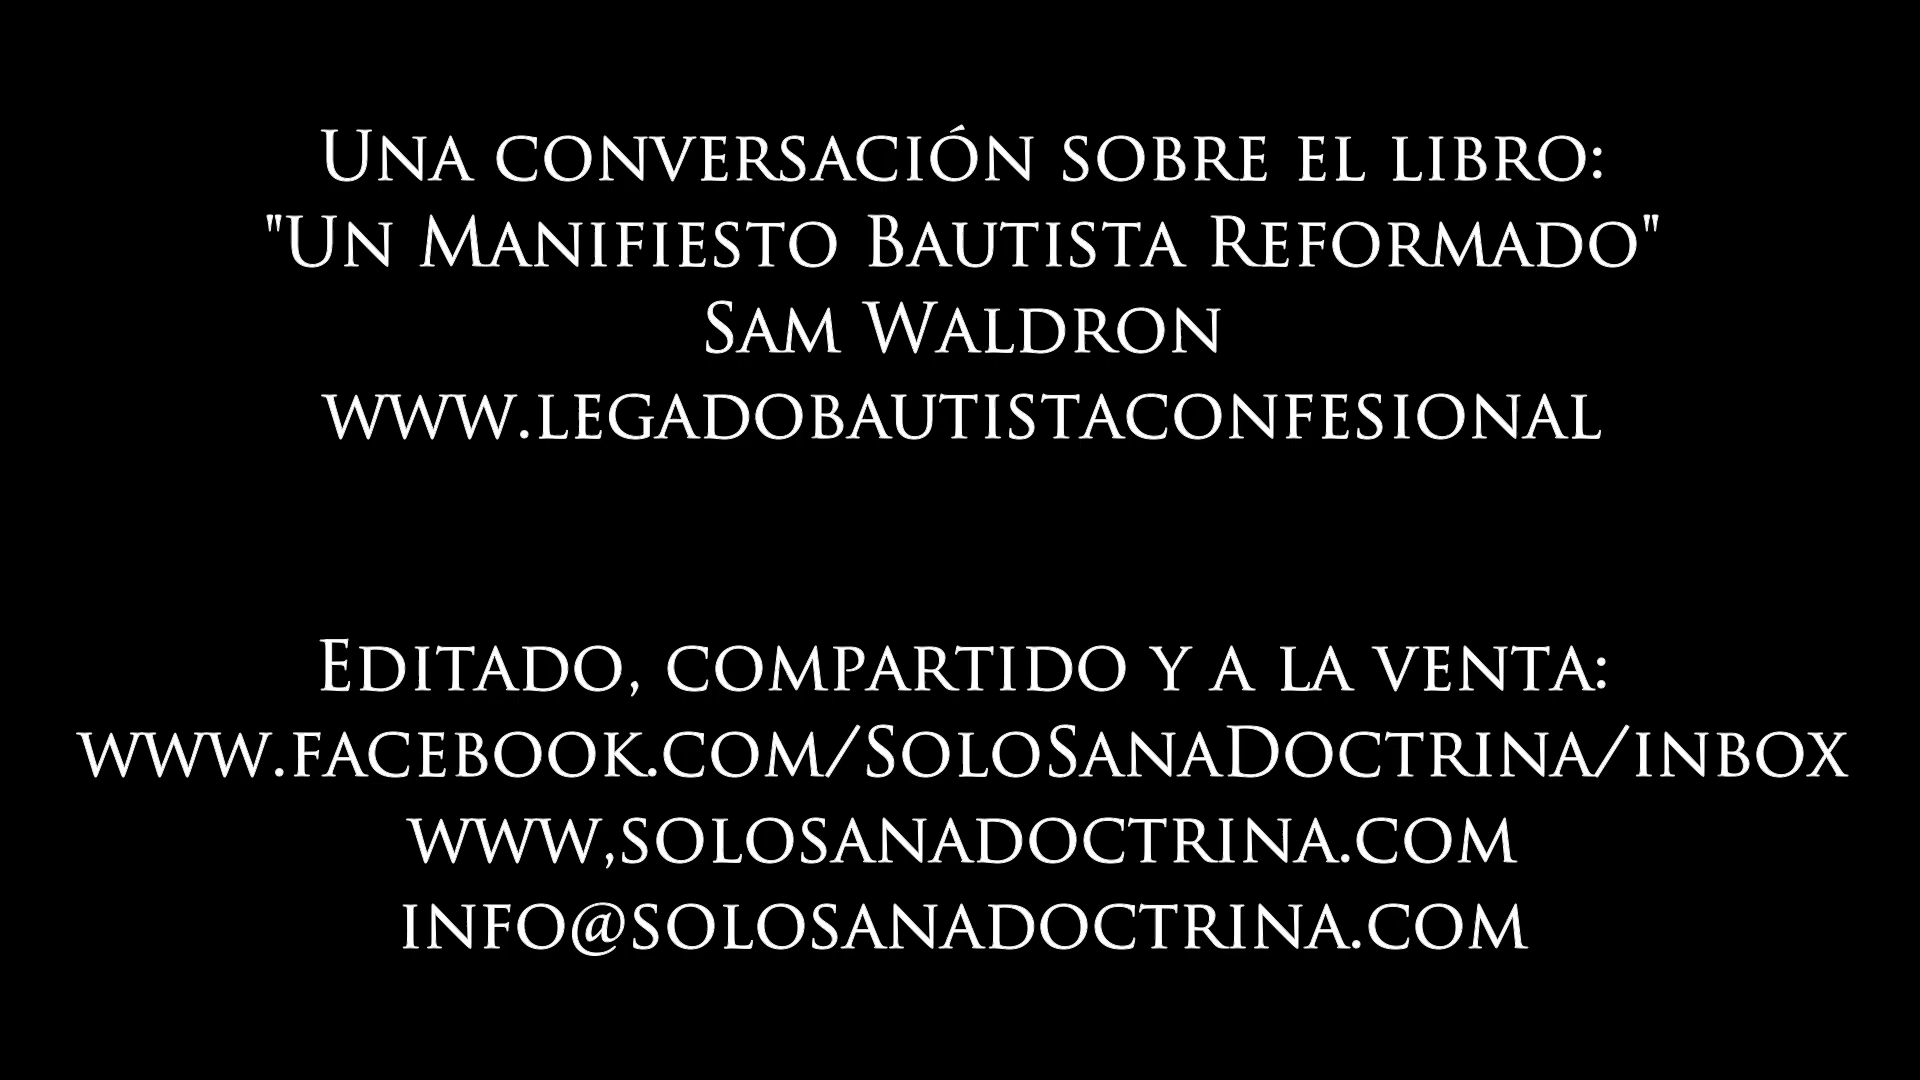 Una conversación sobre el libro:
"Un Manifiesto Bautista Reformado"
Sam Waldron
www.legadobautistaconfesional
Editado, compartido y a la venta:
www.facebook.com/SoloSanaDoctrina/inbox
www,solosanadoctrina.com
info@solosanadoctrina.com